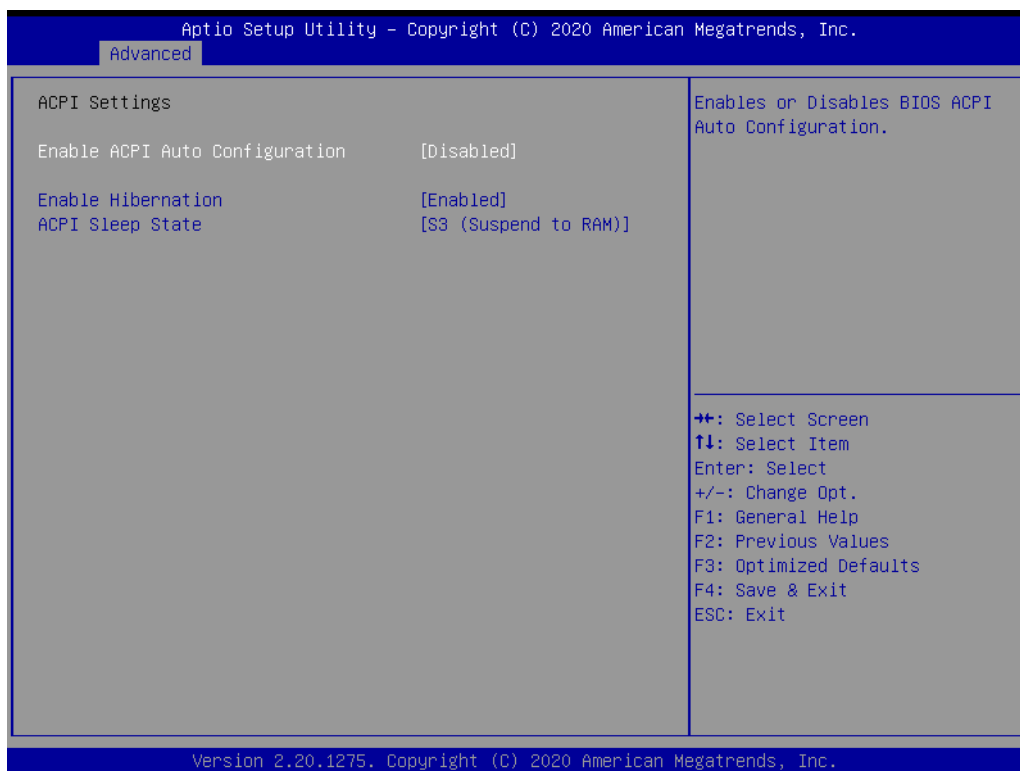 Aptio Setup Utility – Copyright (C) 2020 American Megatrends, Inc.
Advanced
ACPI Settings
Enable ACPI Auto Configuration [Disabled]
Enable Hibernation [Enabled]
ACPI Sleep State [S3 (Suspend to RAM)]
Enables or Disables BIOS ACPI
Auto Configuration.
→←: Select Screen
↑↓: Select Item
Enter: Select
+/-: Change Opt.
F1: General Help
F2: Previous Values
F3: Optimized Defaults
F4: Save & Exit
ESC: Exit
Version 2.20.1275. Copyright (C) 2020 American Megatrends, Inc.